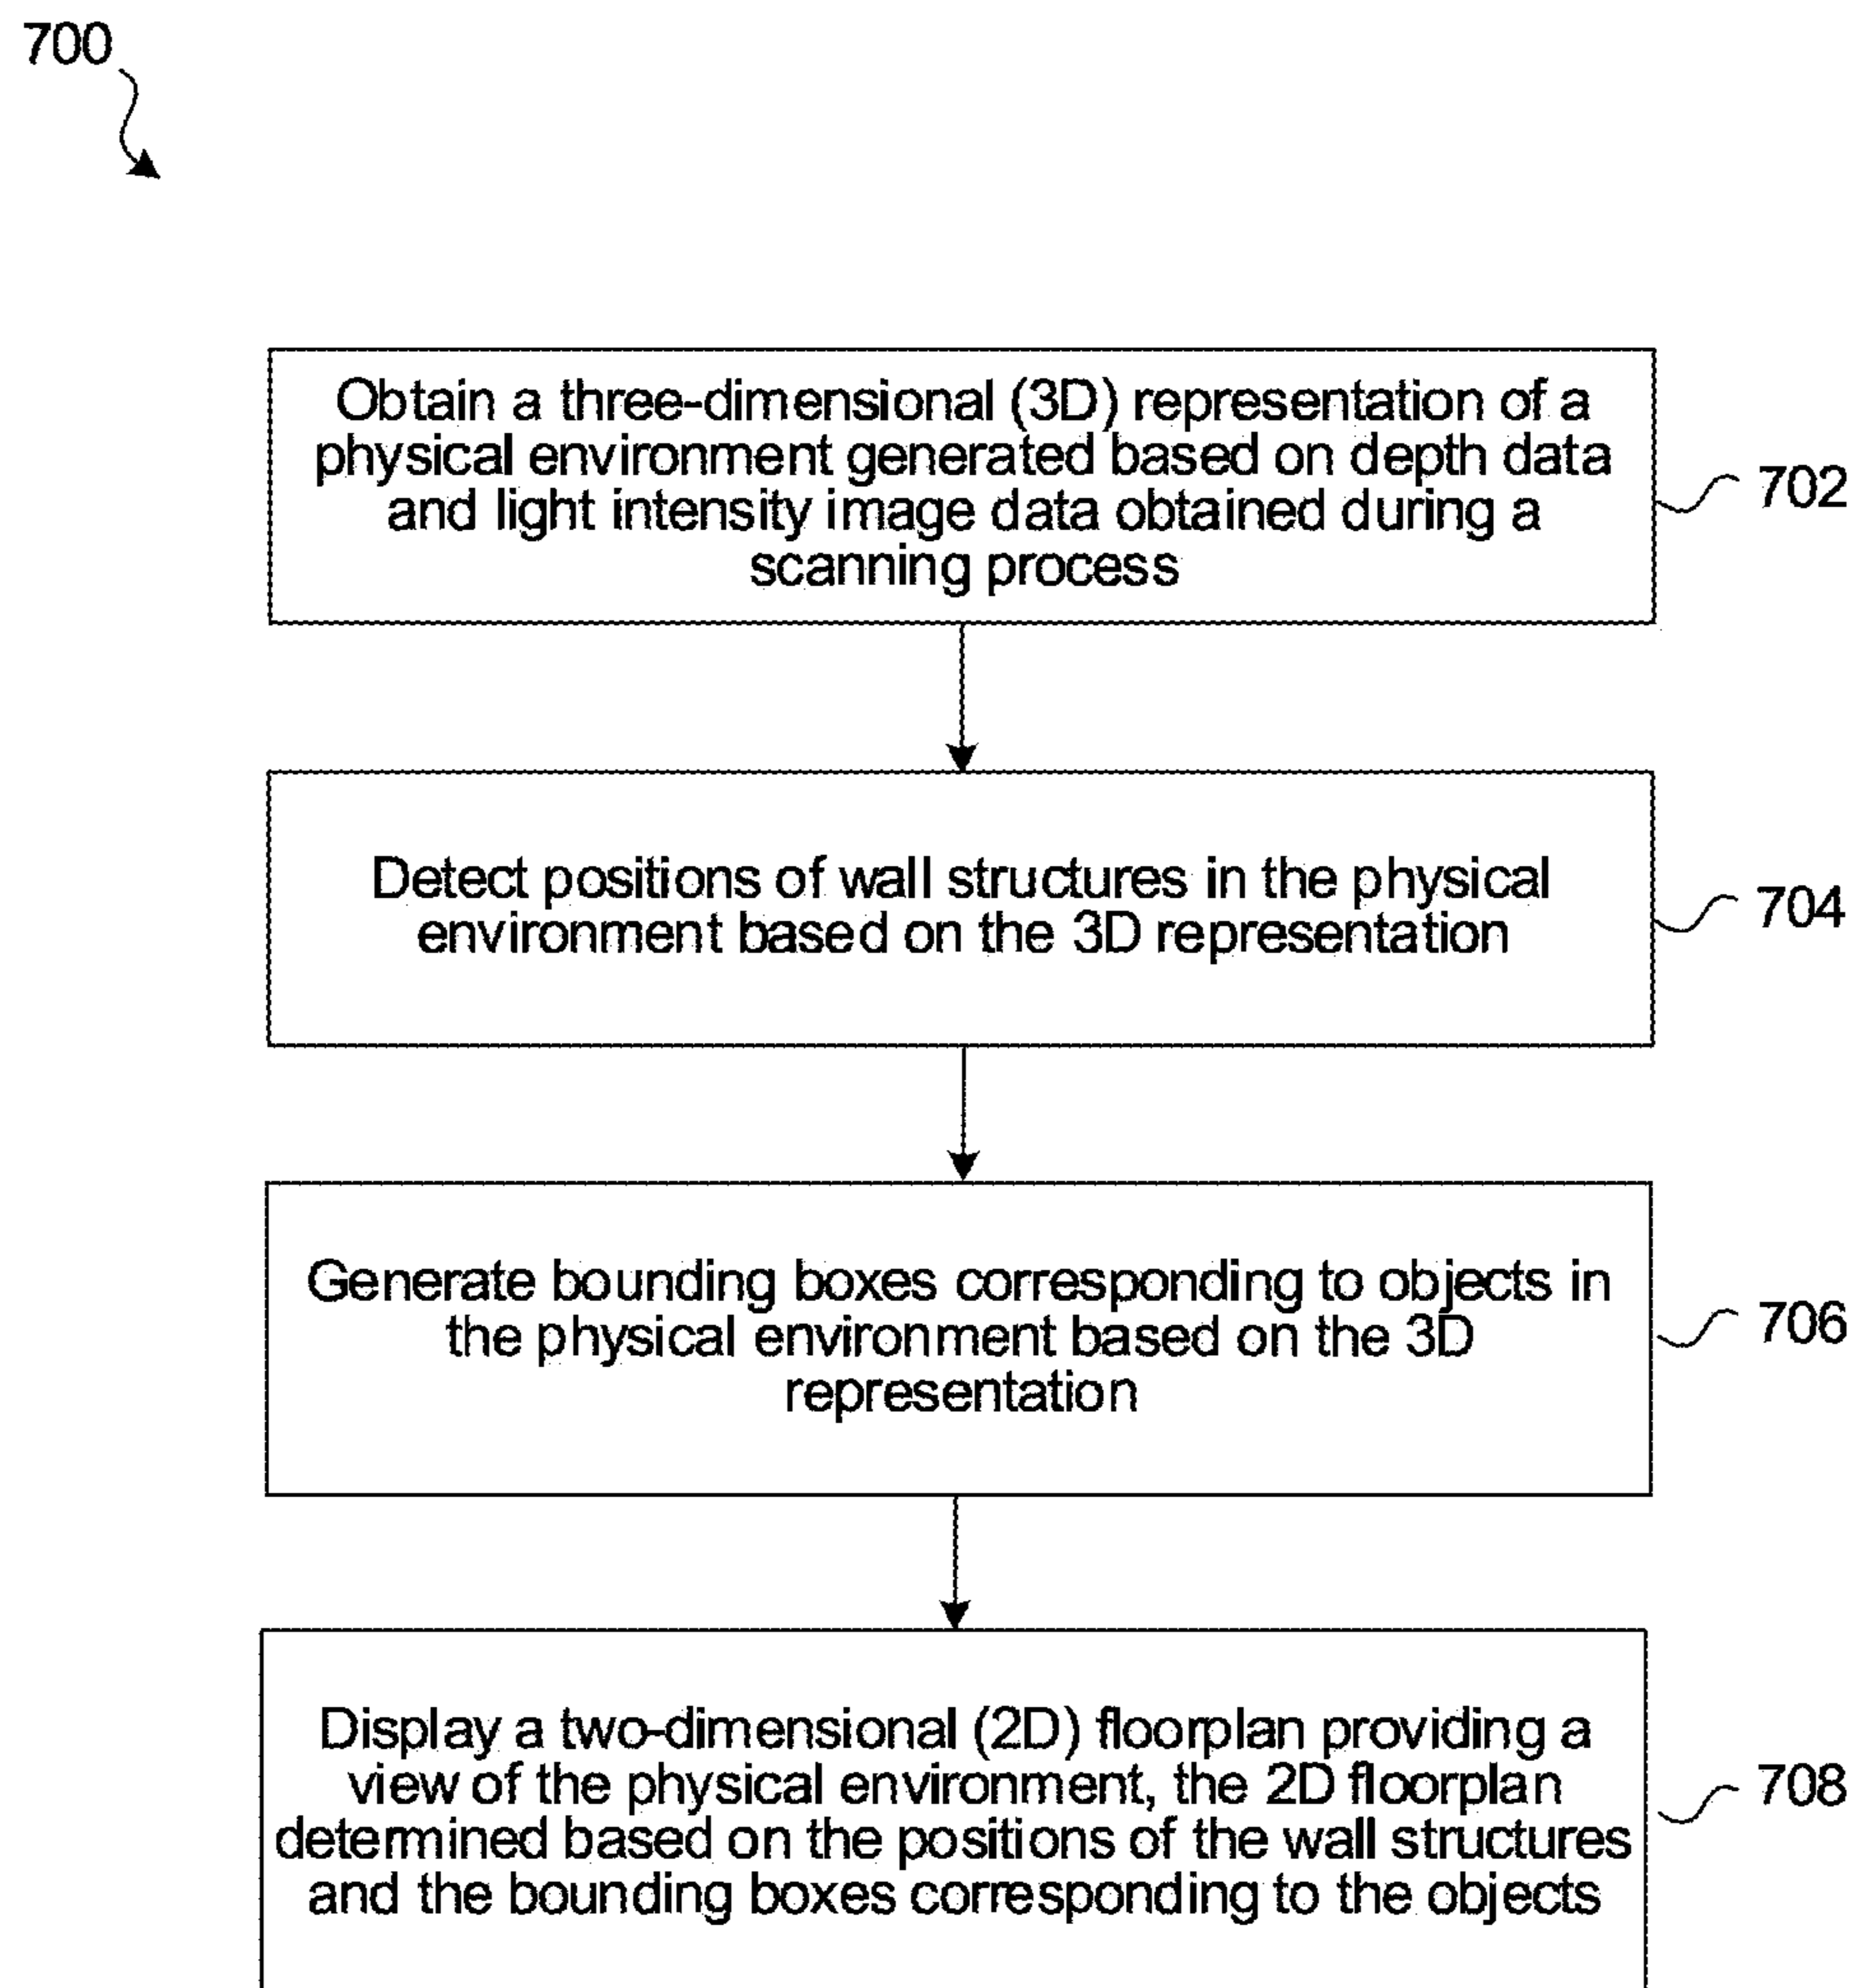 700
Obtain a three-dimensional (3D) representation of a
physical environment generated based on depth data
and light intensity image data obtained during a
scanning process
702
Detect positions of wall structures in the physical
environment based on the 3D representation
704
Generate bounding boxes corresponding to objects in
the physical environment based on the 3D
representation
706
Display a two-dimensional (2D) floorplan providing a
view of the physical environment, the 2D floorplan
determined based on the positions of the wall structures
and the bounding boxes corresponding to the objects
708